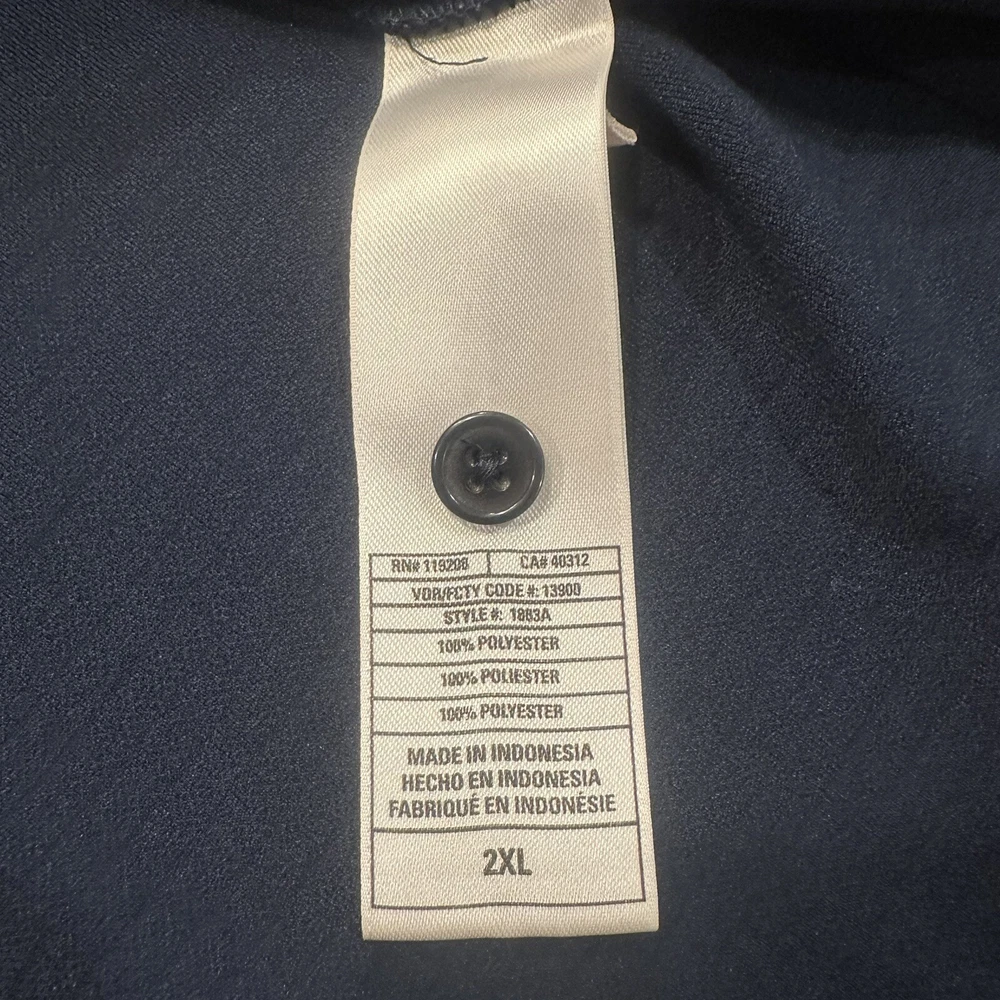 RN# 119208 CA# 40312
VDR/FCTY CODE #: 13900
STYLE #: 1883A
100% POLYESTER
100% POLIESTER
100% POLYESTER
MADE IN INDONESIA
HECHO EN INDONESIA
FABRIQUÉ EN INDONÉSIE
2XL